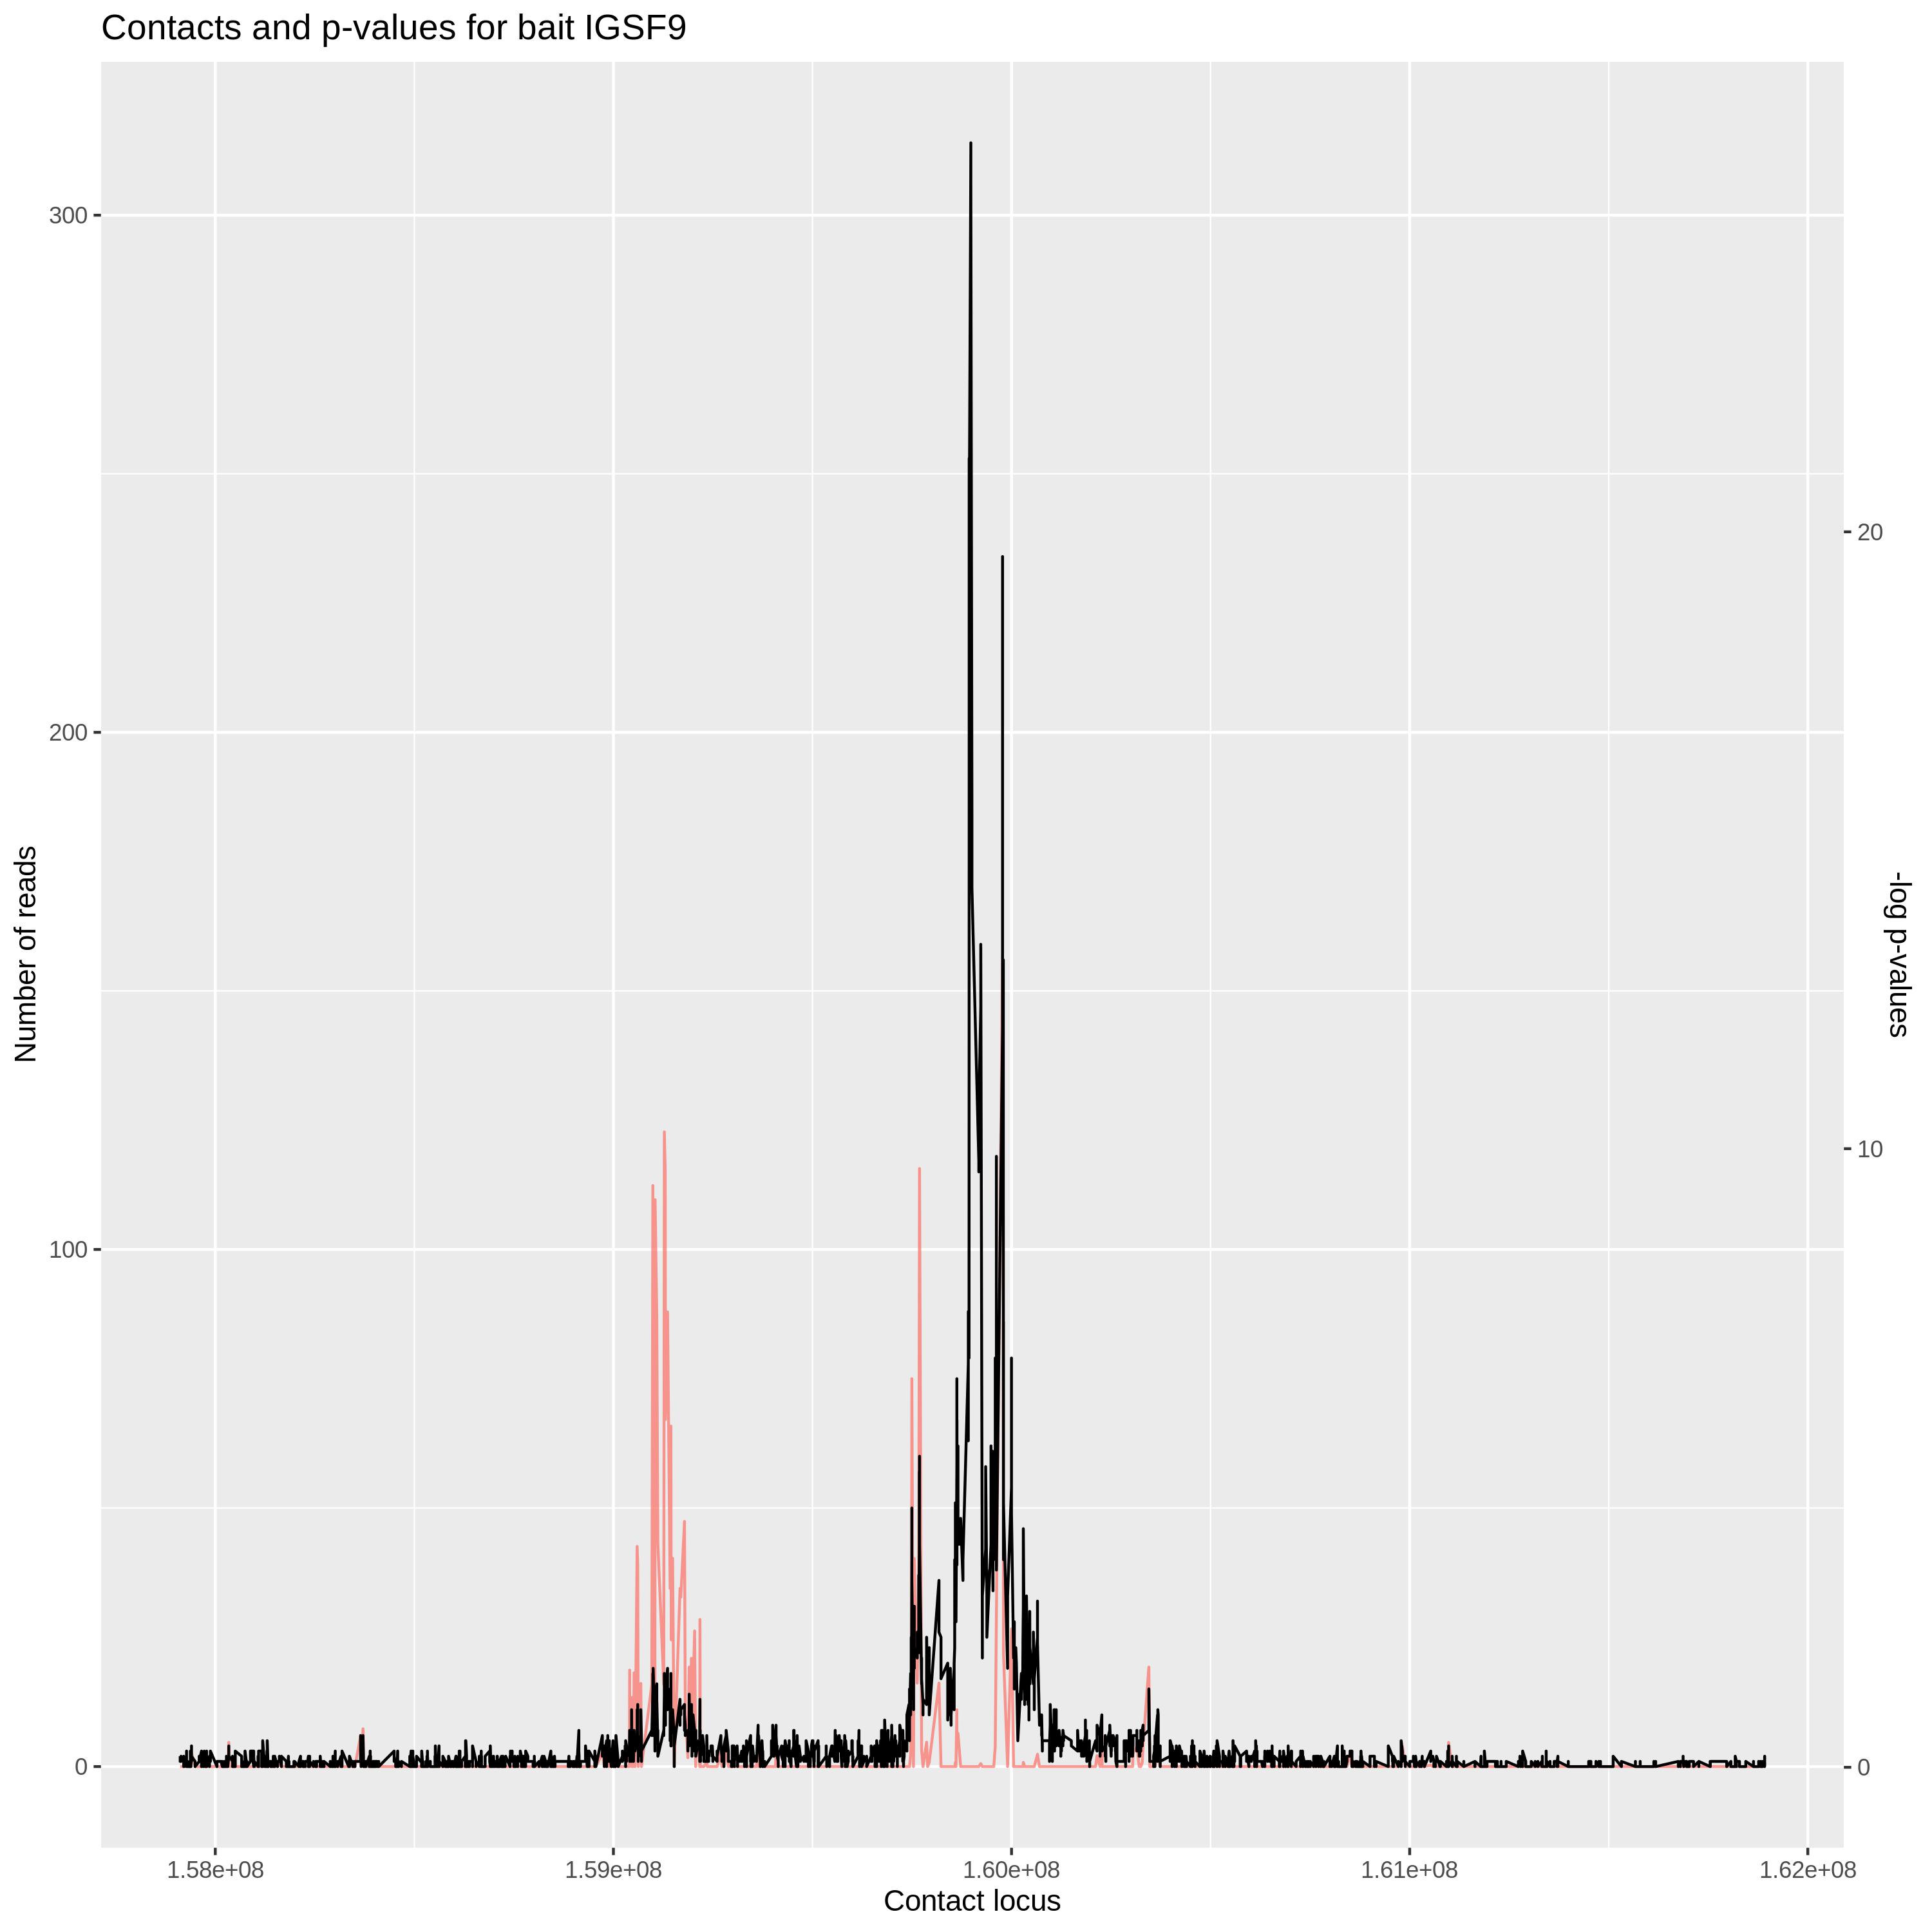 Contacts and p-values for bait IGSF9
300
200
100
0
Number of reads
20
10
0
-log p-values
1.58e+08
1.59e+08
1.60e+08
1.61e+08
1.62e+08
Contact locus